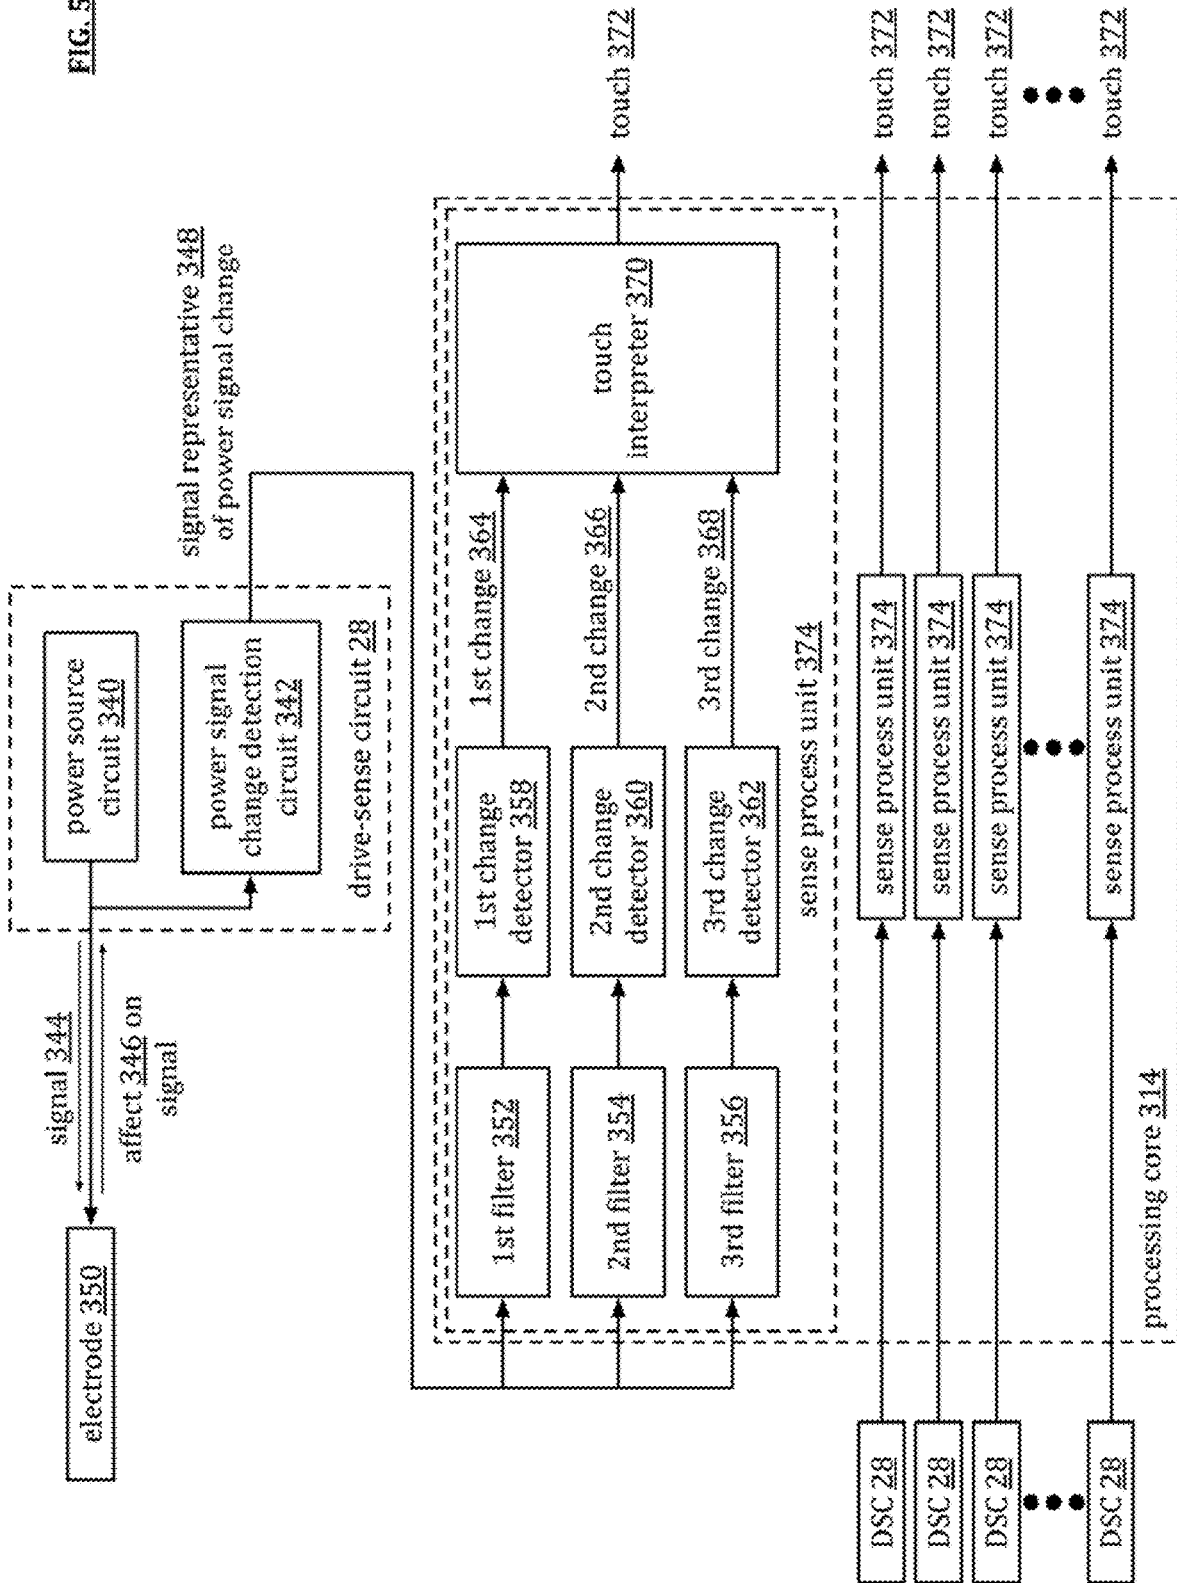 FIG. 5
electrode 350
signal 344
affect 346 on
signal
power source
circuit 340
power signal
change detection
circuit 342
drive-sense circuit 28
signal representative 348
of power signal change
1st filter 352
2nd filter 354
3rd filter 356
1st change
detector 358
2nd change
detector 360
3rd change
detector 362
1st change 364
2nd change 366
3rd change 368
touch
interpreter 370
touch 372
sense process unit 374
DSC 28
sense process unit 374
touch 372
DSC 28
sense process unit 374
touch 372
DSC 28
sense process unit 374
touch 372
DSC 28
sense process unit 374
touch 372
processing core 314